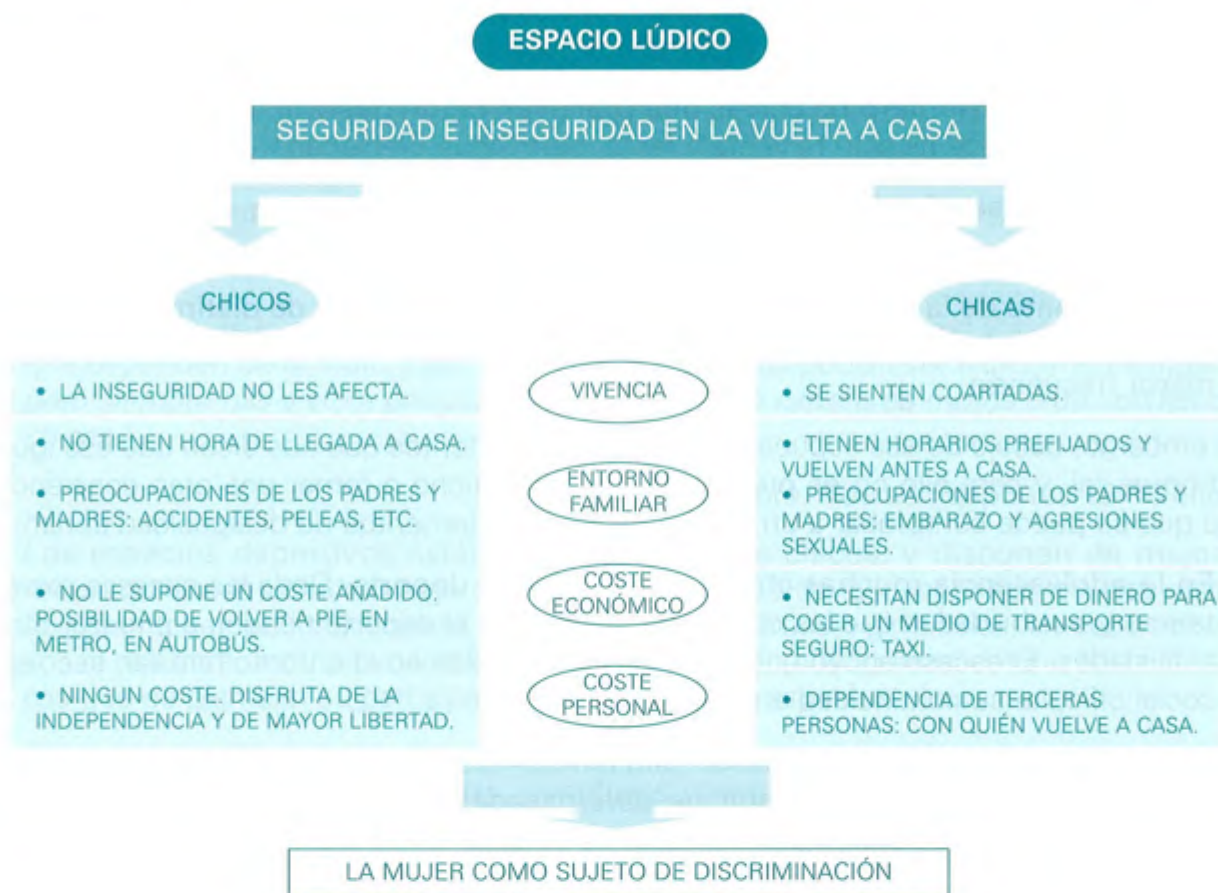 ESPACIO LÚDICO
SEGURIDAD E INSEGURIDAD EN LA VUELTA A CASA
CHICOS
CHICAS
• LA INSEGURIDAD NO LES AFECTA.
VIVENCIA
• SE SIENTEN COARTADAS.
• NO TIENEN HORA DE LLEGADA A CASA.
• PREOCUPACIONES DE LOS PADRES Y
MADRES: ACCIDENTES, PELEAS, ETC.
ENTORNO
FAMILIAR
• TIENEN HORARIOS PREFIJADOS Y
VUELVEN ANTES A CASA.
• PREOCUPACIONES DE LOS PADRES Y
MADRES: EMBARAZO Y AGRESIONES
SEXUALES.
• NO LE SUPONE UN COSTE AÑADIDO,
POSIBILIDAD DE VOLVER A PIE, EN
METRO, EN AUTOBÚS.
COSTE
ECONÓMICO
• NECESITAN DISPONER DE DINERO PARA
COGER UN MEDIO DE TRANSPORTE
SEGURO: TAXI.
• NINGUN COSTE. DISFRUTA DE LA
INDEPENDENCIA Y DE MAYOR LIBERTAD.
COSTE
PERSONAL
• DEPENDENCIA DE TERCERAS
PERSONAS: CON QUIÉN VUELVE A CASA.
LA MUJER COMO SUJETO DE DISCRIMINACIÓN